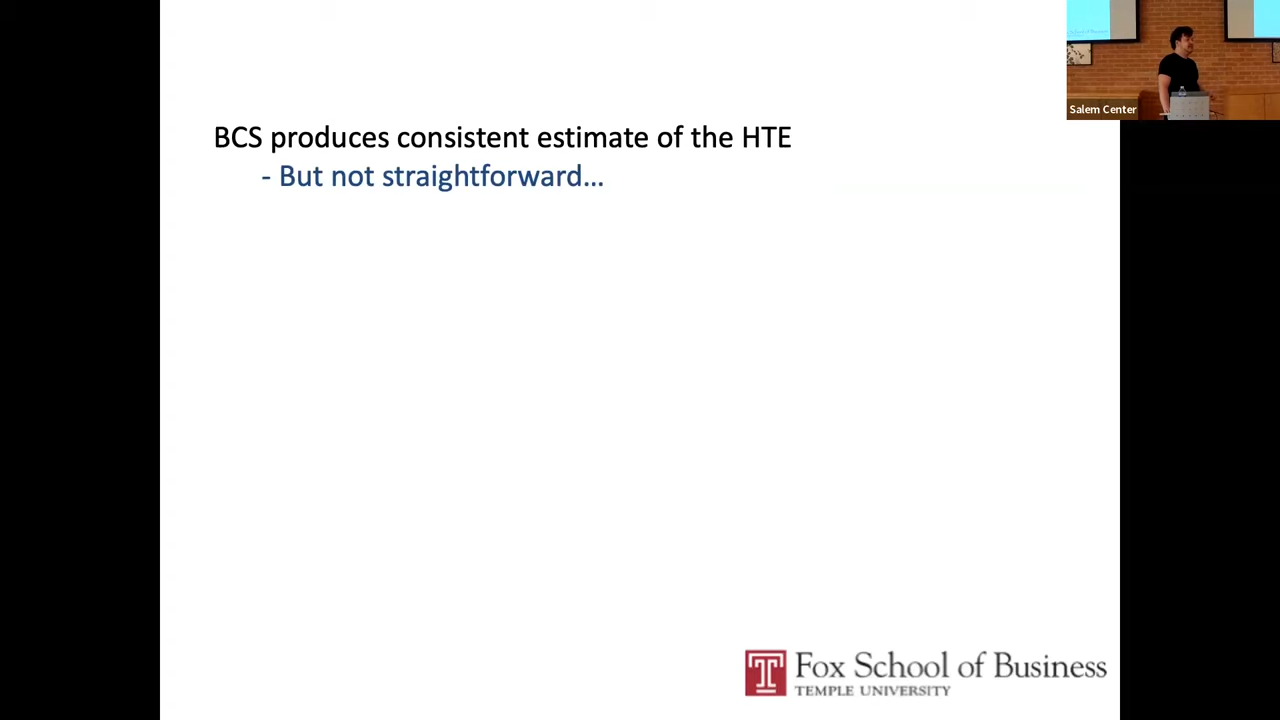 Salem Center
BCS produces consistent estimate of the HTE
- But not straightforward...
Fox School of Business
TEMPLE UNIVERSITY